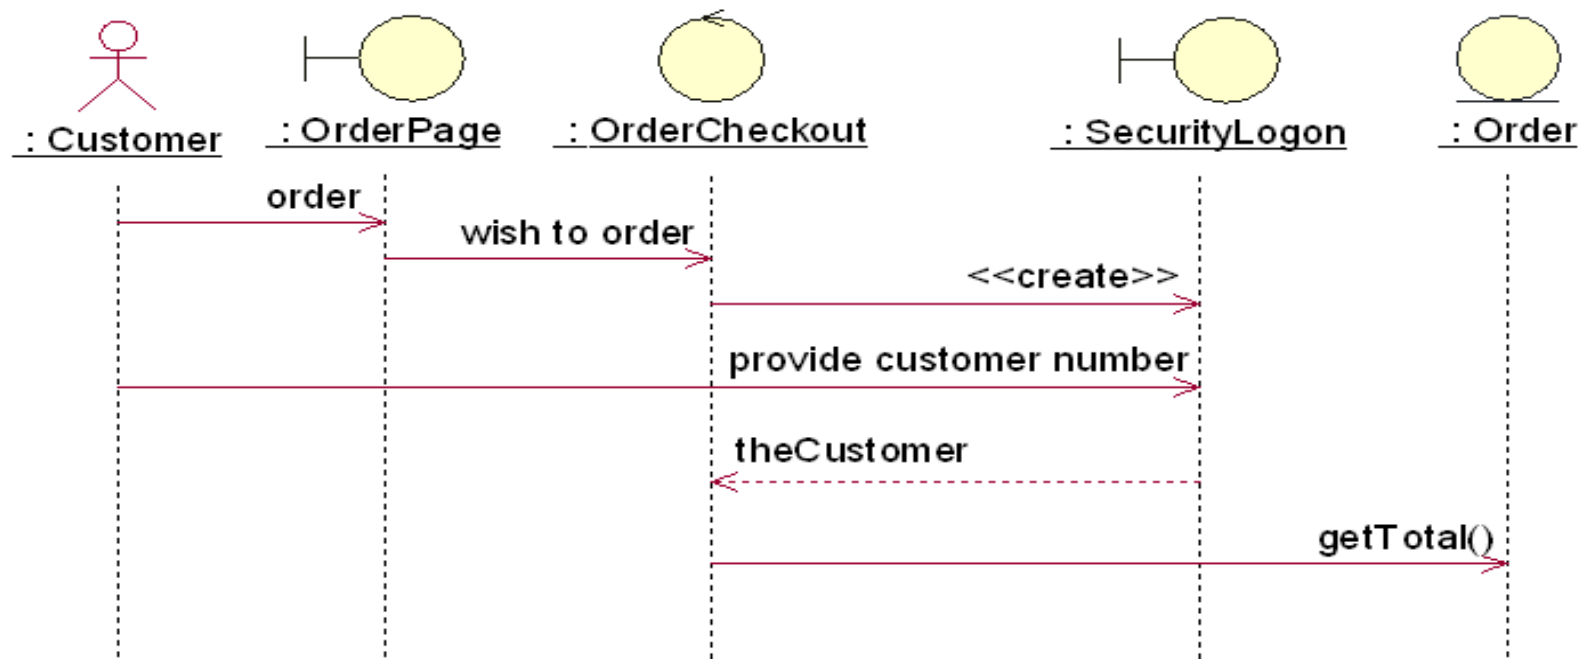 : Customer
: OrderPage
: OrderCheckout
: SecurityLogon
: Order
order
wish to order
<<create>>
provide customer number
theCustomer
getTotal()